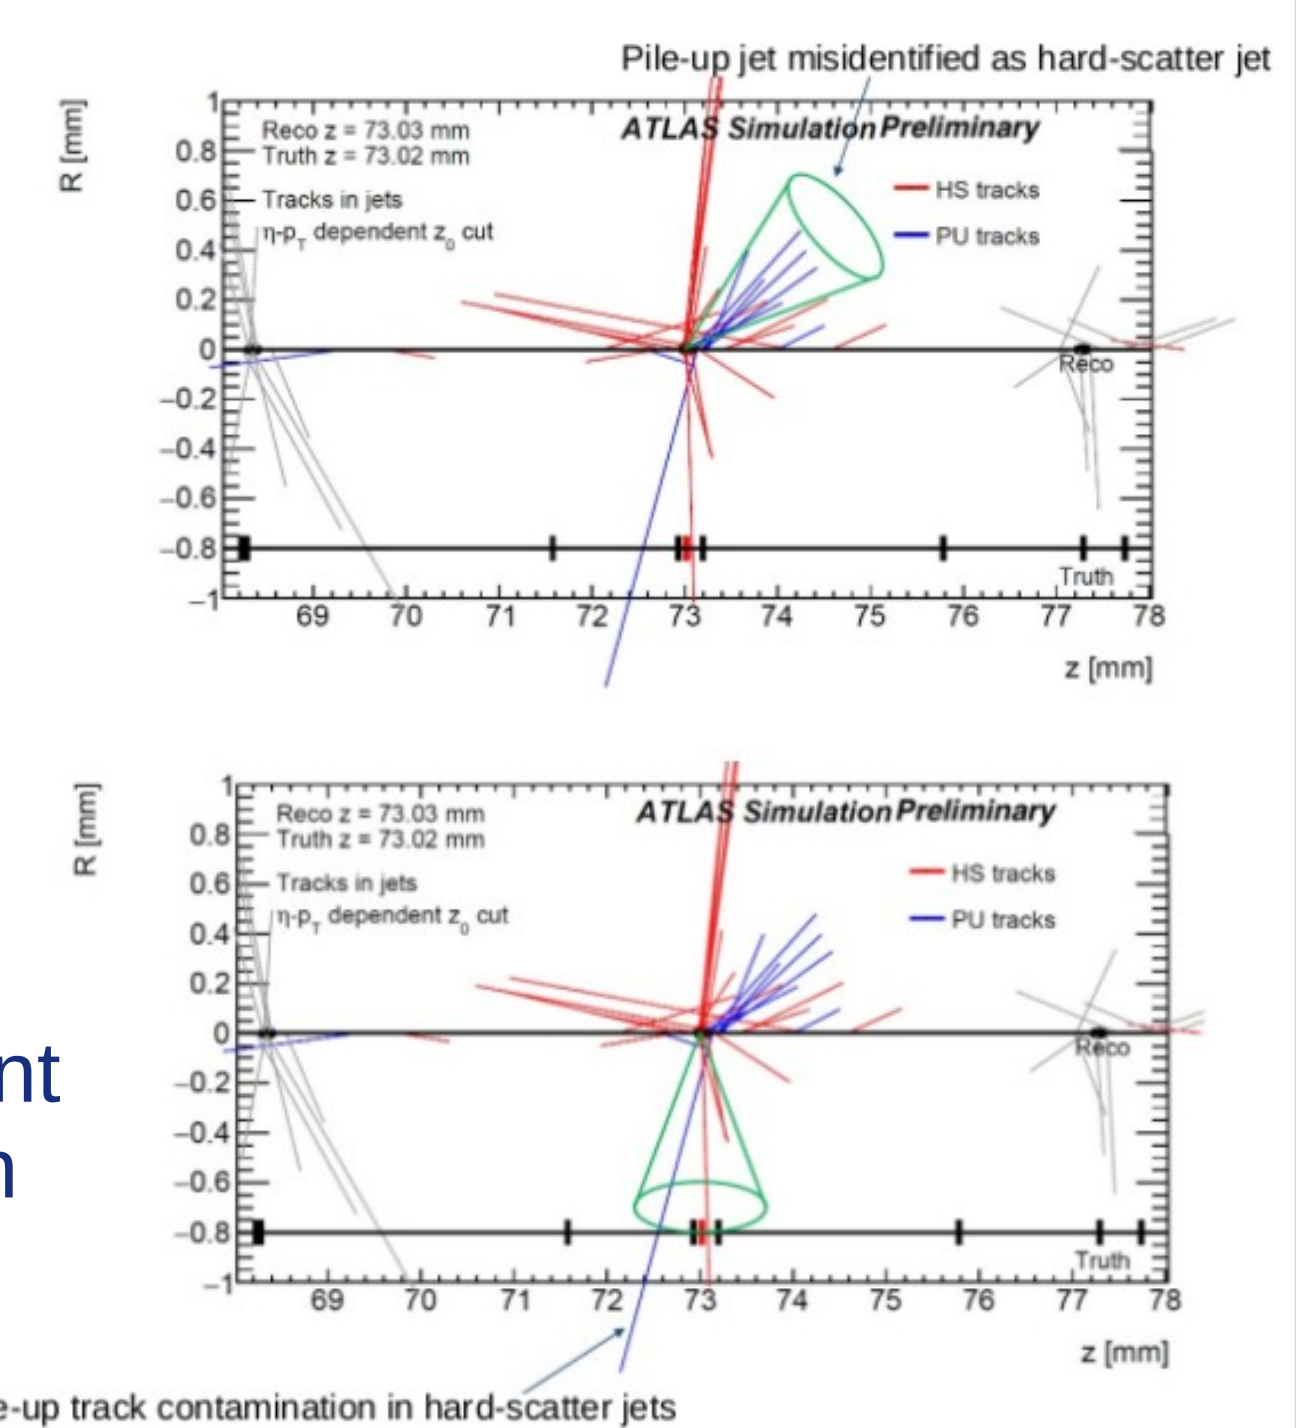 Pile-up jet misidentified as hard-scatter jet
R [mm]
1
Reco z = 73.03 mm
ATLAS Simulation Preliminary
Truth z = 73.02 mm
0.8
HS tracks
0.6
Tracks in jets
η-pT dependent z0 cut
PU tracks
0.4
0.2
0
Reco
−0.2
−0.4
−0.6
−0.8
Truth
−1
69 70 71 72 73 74 75 76 77 78
z [mm]
R [mm]
1
Reco z = 73.03 mm
ATLAS Simulation Preliminary
Truth z = 73.02 mm
0.8
HS tracks
0.6
Tracks in jets
η-pT dependent z0 cut
PU tracks
0.4
0.2
0
Reco
nt
−0.2
−0.4
n
−0.6
−0.8
Truth
−1
69 70 71 72 73 74 75 76 77 78
z [mm]
e-up track contamination in hard-scatter jets